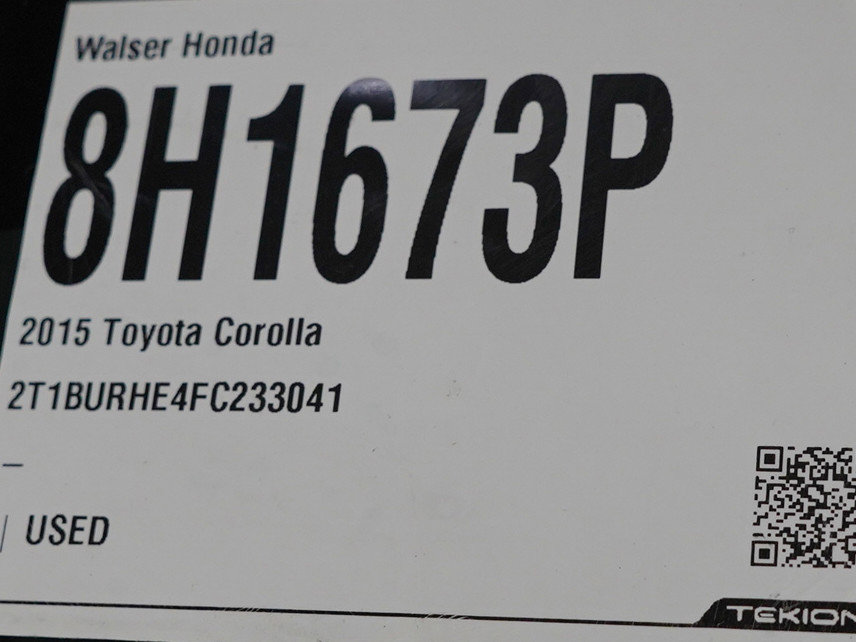 Walser Honda
8H1673P
2015 Toyota Corolla
2T1BURHE4FC233041
–
| USED
TEKION